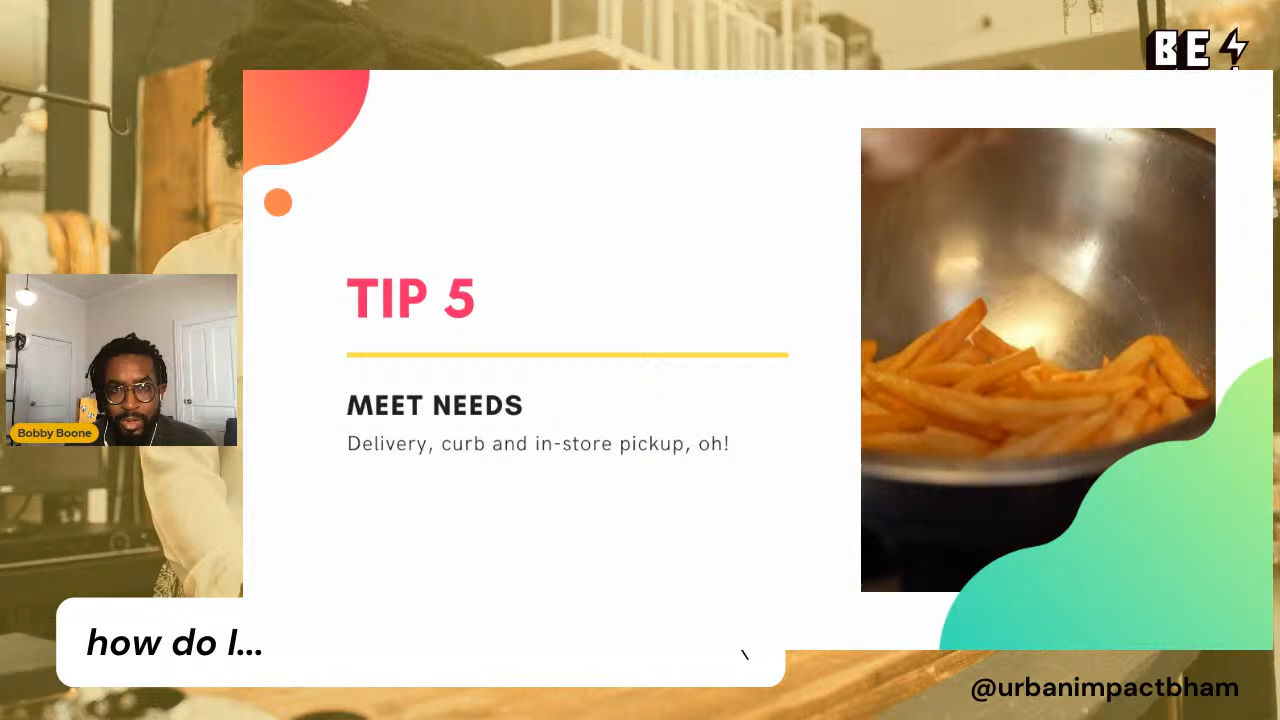 BE
TIP 5
MEET NEEDS
Delivery, curb and in-store pickup, oh!
Bobby Boone
how do I...
@urbanimpactbham